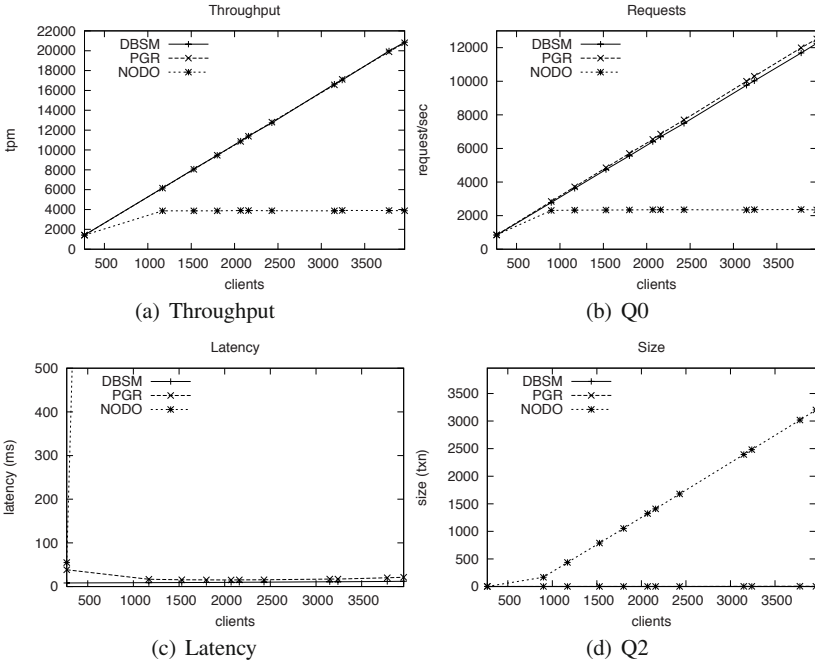 Throughput
22000
20000
18000
16000
14000
12000
10000
8000
6000
4000
2000
0
tpm
DBSM
PGR
NODO
500 1000 1500 2000 2500 3000 3500
clients
(a) Throughput
Requests
12000
10000
8000
6000
4000
2000
0
request/sec
DBSM
PGR
NODO
500 1000 1500 2000 2500 3000 3500
clients
(b) Q0
Latency
500
400
300
200
100
0
latency (ms)
DBSM
PGR
NODO
500 1000 1500 2000 2500 3000 3500
clients
(c) Latency
Size
3500
3000
2500
2000
1500
1000
500
0
size (txn)
DBSM
PGR
NODO
500 1000 1500 2000 2500 3000 3500
clients
(d) Q2